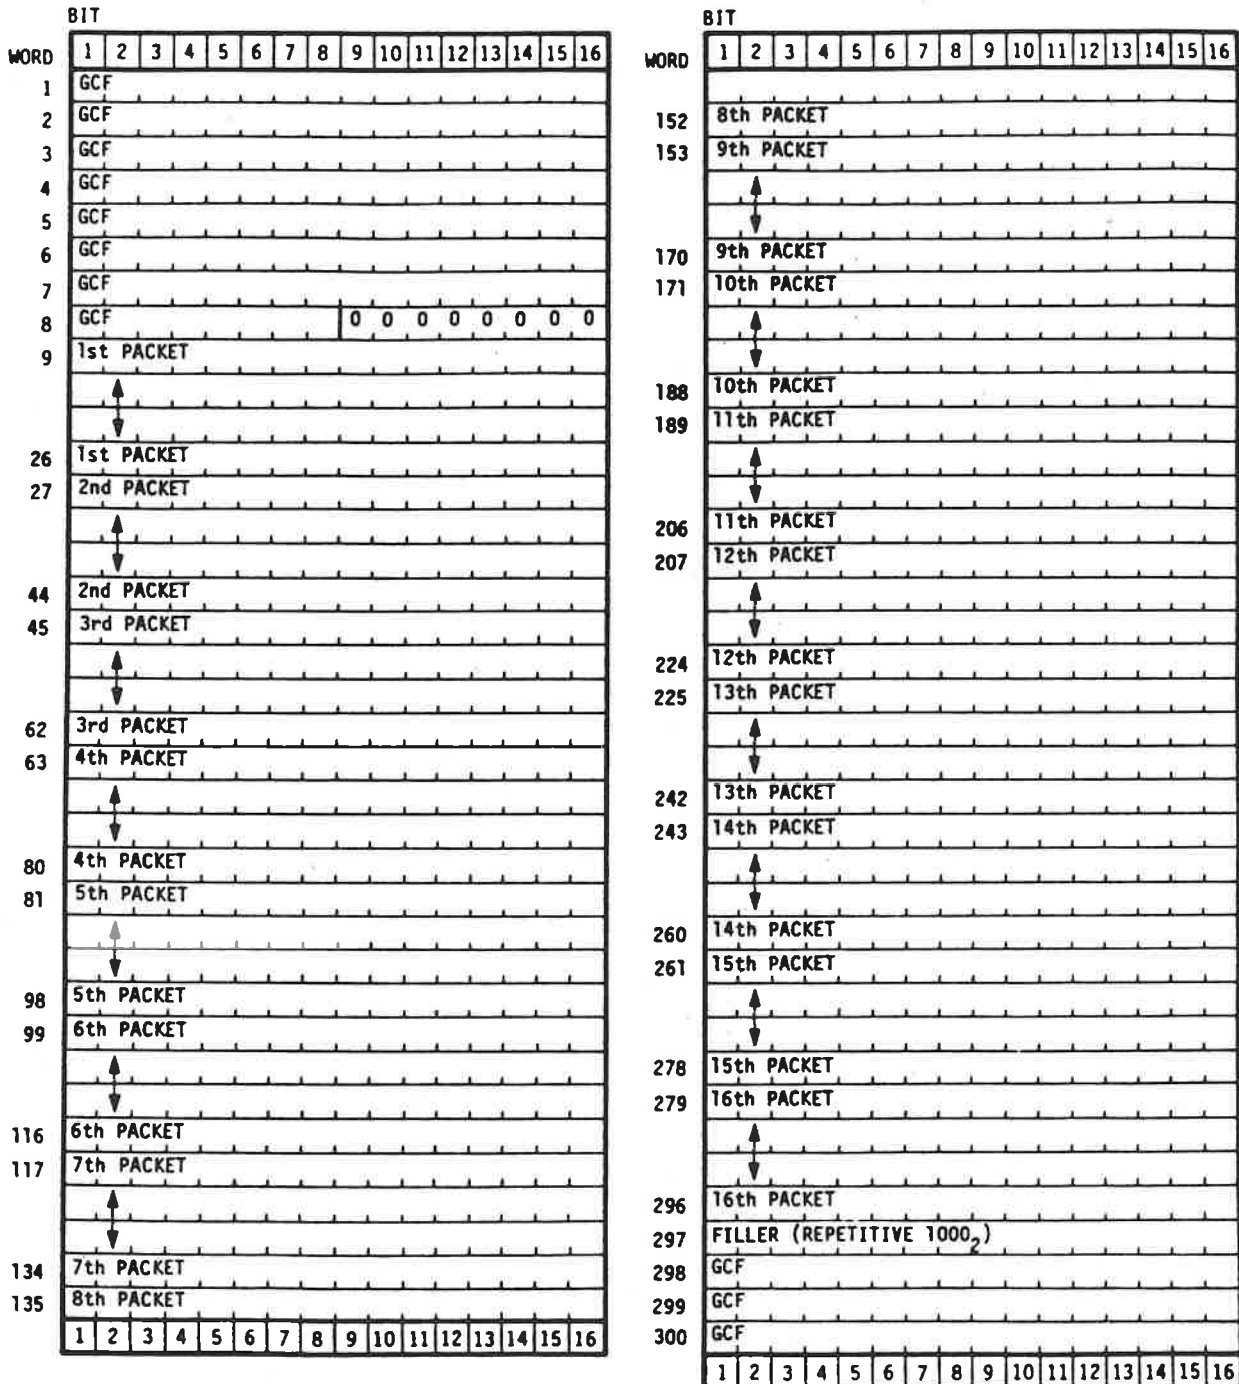 BIT
WORD 1 2 3 4 5 6 7 8 9 10 11 12 13 14 15 16
1 GCF
2 GCF
3 GCF
4 GCF
5 GCF
6 GCF
7 GCF
8 GCF 0 0 0 0 0 0 0 0
9 1st PACKET
26 1st PACKET
27 2nd PACKET
44 2nd PACKET
45 3rd PACKET
62 3rd PACKET
63 4th PACKET
80 4th PACKET
81 5th PACKET
98 5th PACKET
99 6th PACKET
116 6th PACKET
117 7th PACKET
134 7th PACKET
135 8th PACKET
1 2 3 4 5 6 7 8 9 10 11 12 13 14 15 16
BIT
WORD 1 2 3 4 5 6 7 8 9 10 11 12 13 14 15 16
152 8th PACKET
153 9th PACKET
170 9th PACKET
171 10th PACKET
188 10th PACKET
189 11th PACKET
206 11th PACKET
207 12th PACKET
224 12th PACKET
225 13th PACKET
242 13th PACKET
243 14th PACKET
260 14th PACKET
261 15th PACKET
278 15th PACKET
279 16th PACKET
296 16th PACKET
297 FILLER (REPETITIVE 1000₂)
298 GCF
299 GCF
300 GCF
1 2 3 4 5 6 7 8 9 10 11 12 13 14 15 16